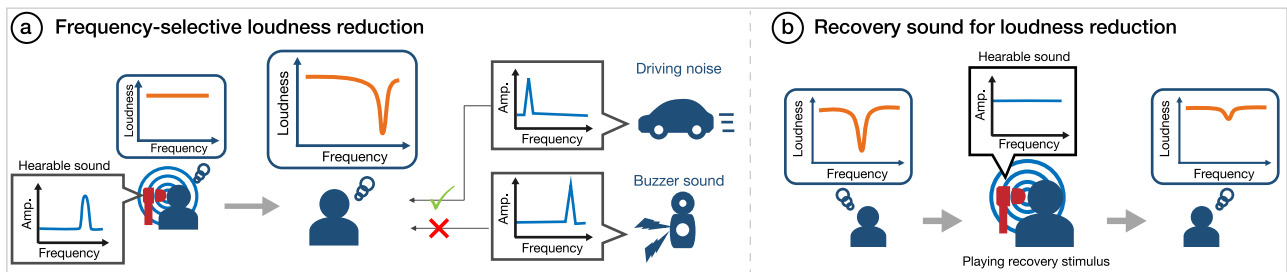 a Frequency-selective loudness reduction
Loudness
Frequency
Hearable sound
Amp.
Frequency
Loudness
Frequency
Amp.
Frequency
Driving noise
Amp.
Frequency
Buzzer sound
b Recovery sound for loudness reduction
Loudness
Frequency
Hearable sound
Amp.
Frequency
Playing recovery stimulus
Loudness
Frequency